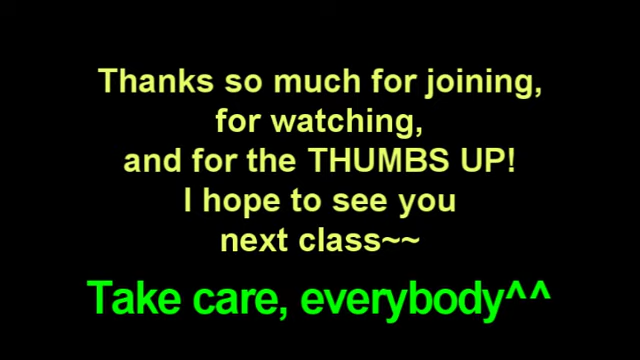 Thanks so much for joining,
for watching,
and for the THUMBS UP!
I hope to see you
next class~~
Take care, everybody^^